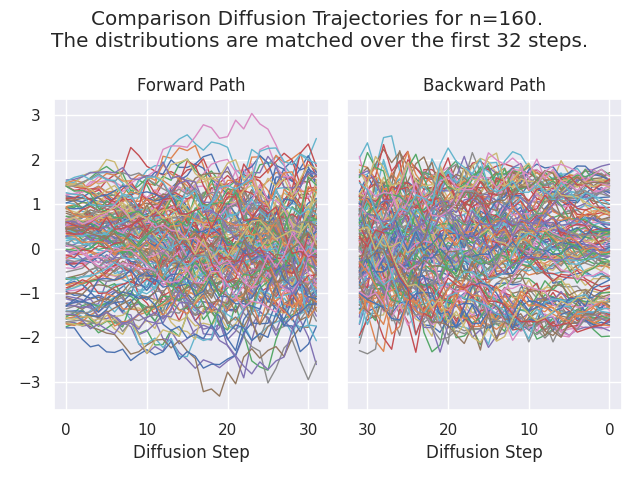 Comparison Diffusion Trajectories for n=160.
The distributions are matched over the first 32 steps.
Forward Path
Backward Path
3
2
1
0
−1
−2
−3
0 10 20 30
30 20 10 0
Diffusion Step
Diffusion Step